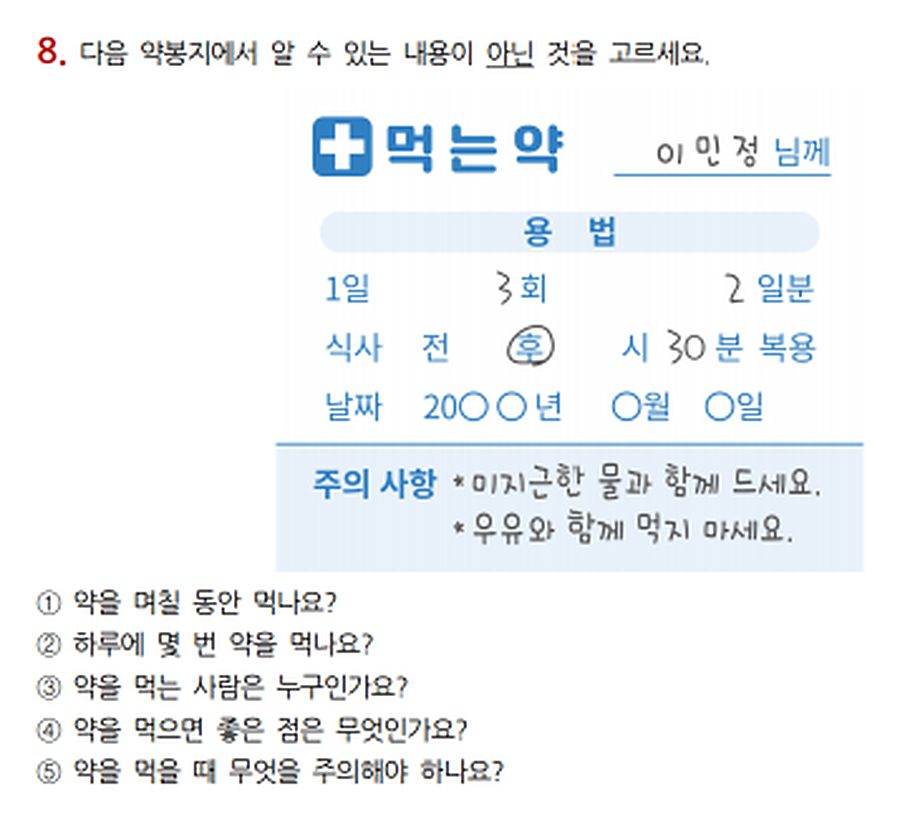 8. 다음 약봉지에서 알 수 있는 내용이 아닌 것을 고르세요.
먹는약 이민정 님께
용 법
1일 3회 2일분
식사 전 후 시 30분 복용
날짜 20○○년 ○월 ○일
주의 사항 *미지근한 물과 함께 드세요.
*우유와 함께 먹지 마세요.
① 약을 며칠 동안 먹나요?
② 하루에 몇 번 약을 먹나요?
③ 약을 먹는 사람은 누구인가요?
④ 약을 먹으면 좋은 점은 무엇인가요?
⑤ 약을 먹을 때 무엇을 주의해야 하나요?